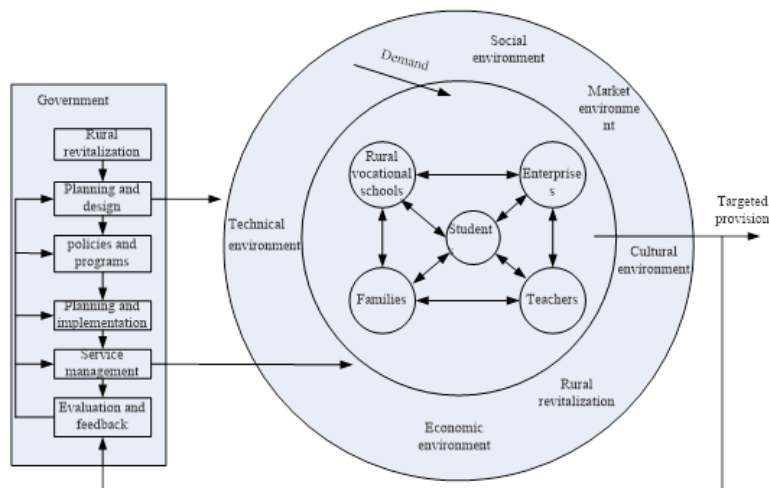 Government
Rural
revitalization
Planning and
design
policies and
programs
Planning and
implementation
Service
management
Evaluation and
feedback
Demand
Social
environment
Market
environme
nt
Technical
environment
Rural
vocational
schools
Enterprise
s
Student
s
Families
Teachers
Cultural
environment
Rural
revitalization
Economic
environment
Targeted
provision